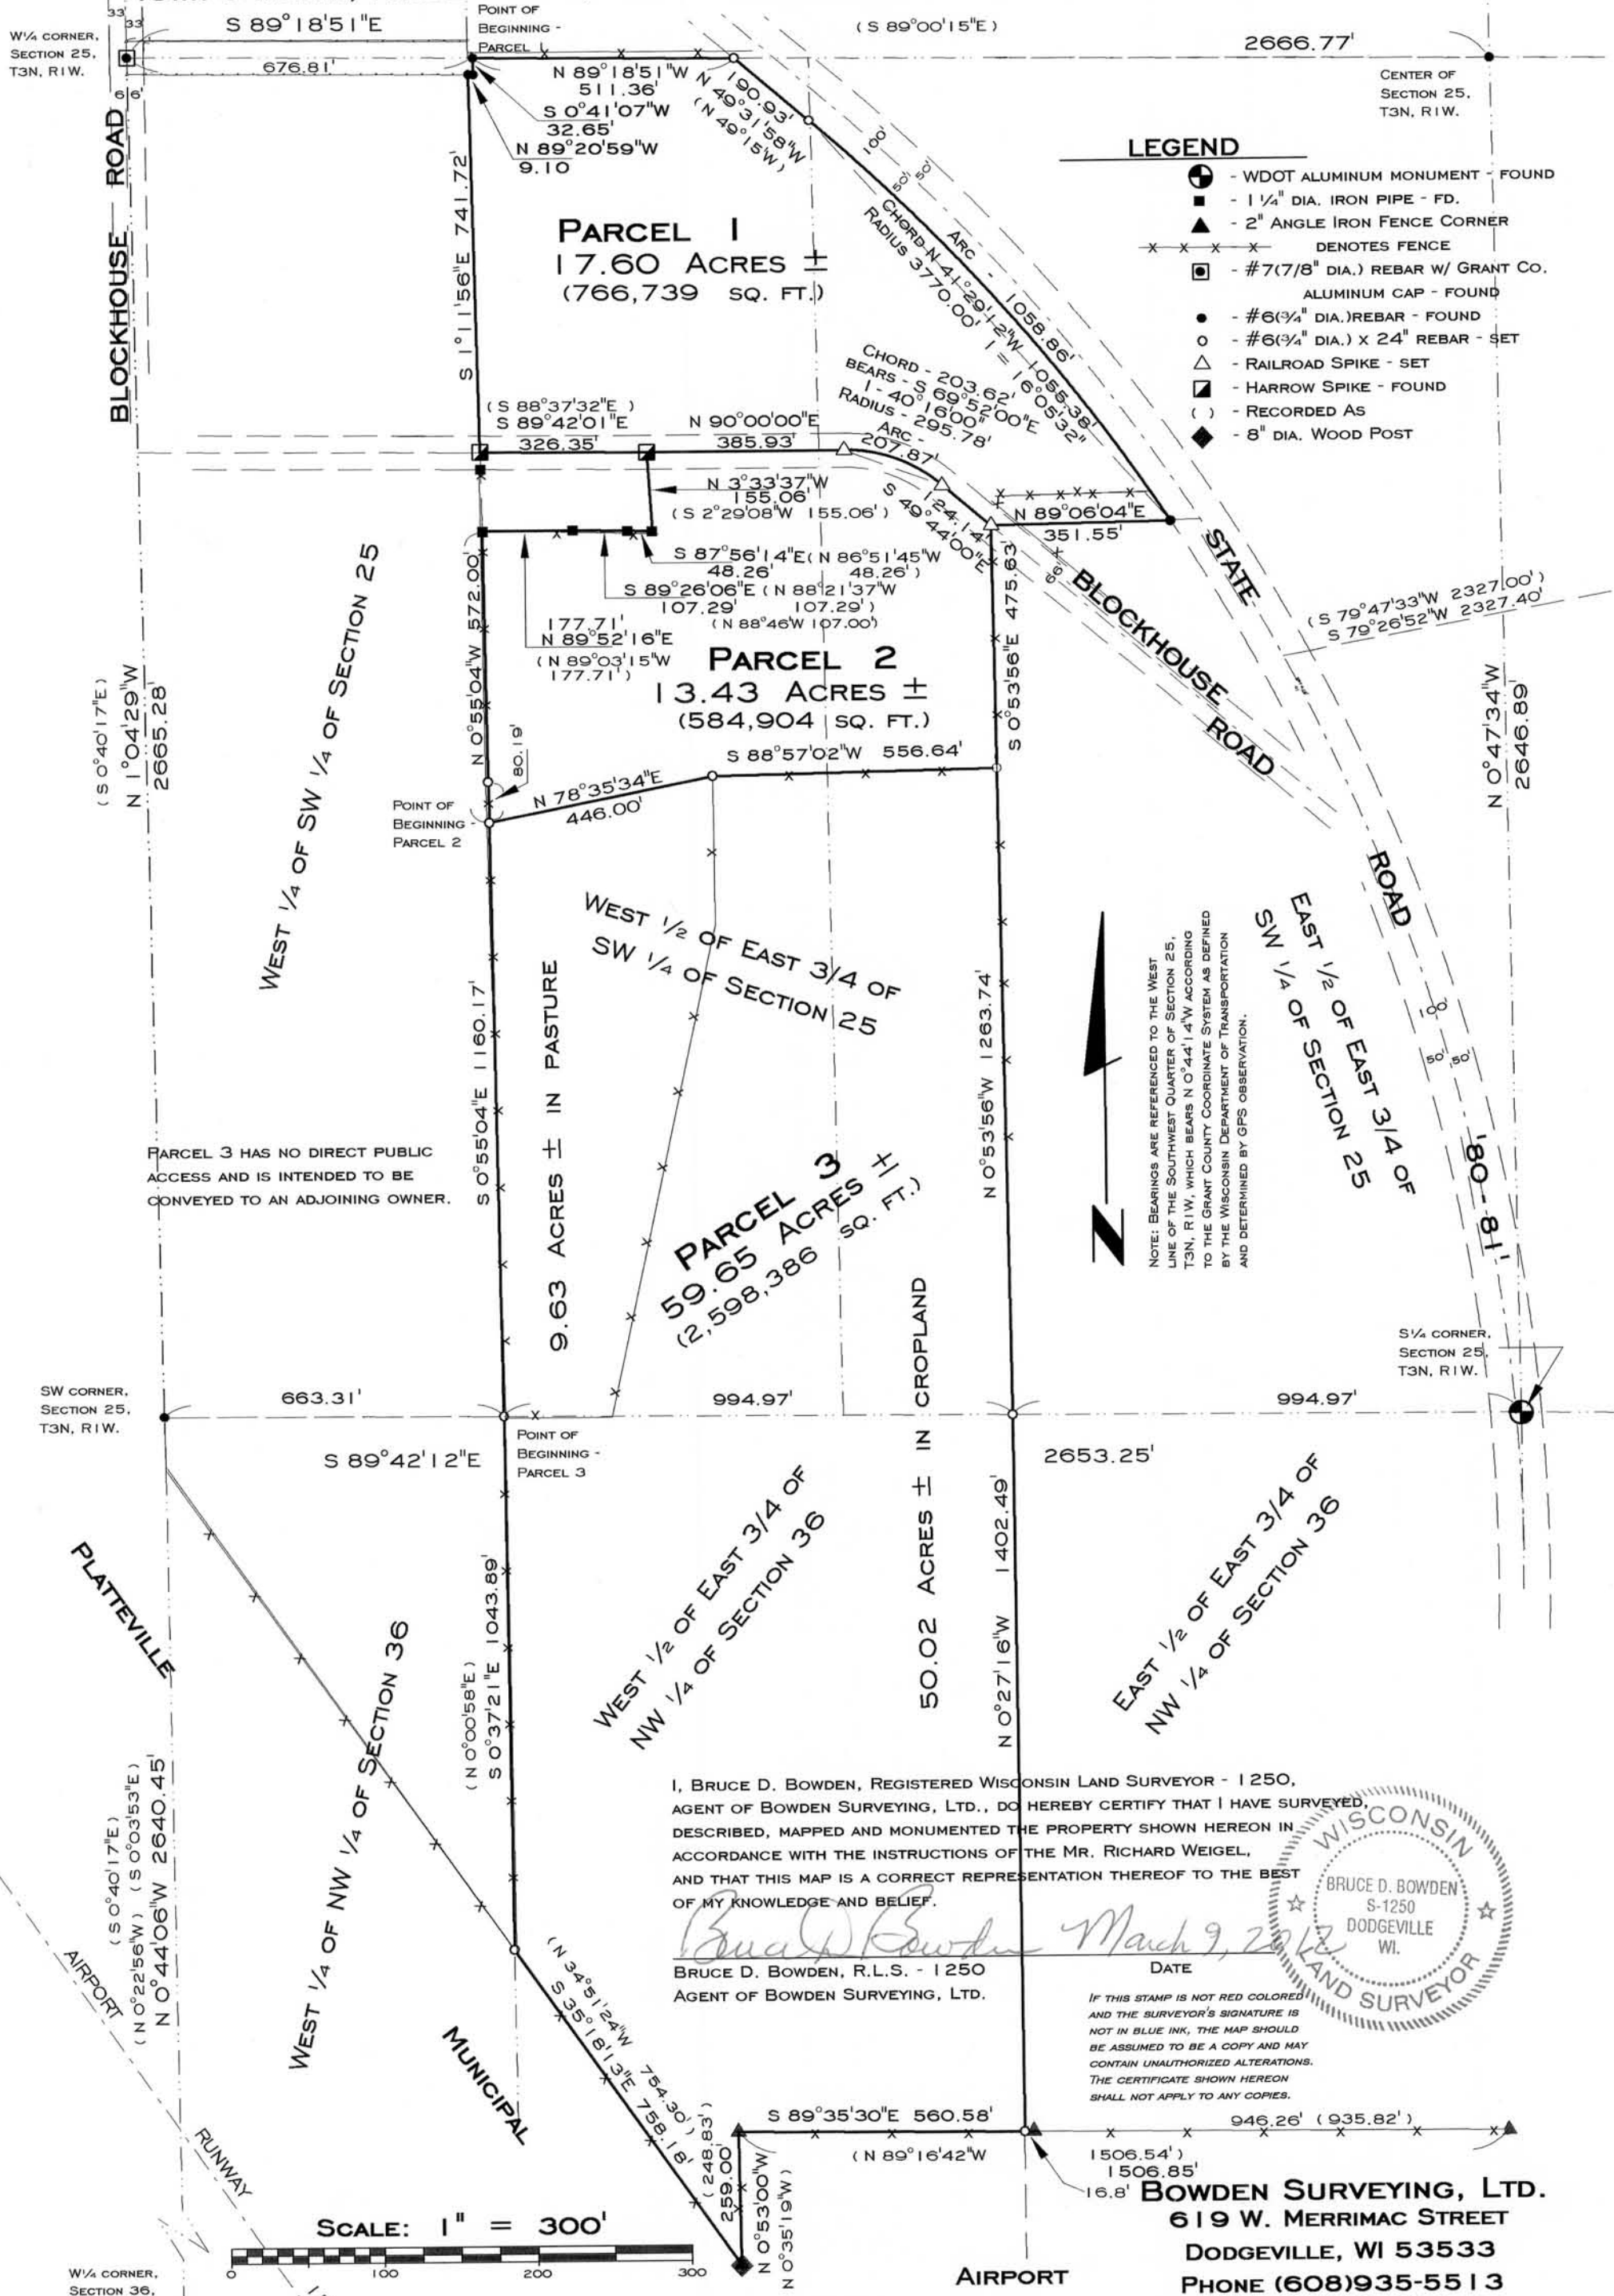 33'
33'
S 89°18'51"E
POINT OF
BEGINNING -
PARCEL 1
(S 89°00'15"E)
2666.77'
W¼ CORNER,
SECTION 25,
T3N, R1W.
676.81'
66'
N 89°18'51"W
511.36'
S 0°41'07"W
32.65'
N 89°20'59"W
9.10
190.93'
N 49°31'58"W
(N 49°15'W)
CENTER OF
SECTION 25,
T3N, R1W.
BLOCKHOUSE ROAD
S 1°11'56"E 741.72'
PARCEL 1
17.60 ACRES ±
(766,739 SQ. FT.)
100'
50' 50'
ARC - 1058.86'
CHORD-N 41°29'12"W 1055.38'
RADIUS 3770.00' I = 16°05'32"
LEGEND
- WDOT ALUMINUM MONUMENT - FOUND
- 1¼" DIA. IRON PIPE - FD.
- 2" ANGLE IRON FENCE CORNER
x x x x DENOTES FENCE
- #7(7/8" DIA.) REBAR W/ GRANT CO.
ALUMINUM CAP - FOUND
- #6(¾" DIA.)REBAR - FOUND
- #6(¾" DIA.) X 24" REBAR - SET
- RAILROAD SPIKE - SET
- HARROW SPIKE - FOUND
( ) - RECORDED AS
- 8" DIA. WOOD POST
CHORD - 203.62'
BEARS - S 69°52'00"E
I - 40°16'00"
RADIUS - 295.78'
ARC -
207.87'
(S 88°37'32"E )
S 89°42'01"E
326.35'
N 90°00'00"E
385.93'
N 3°33'37"W
155.06'
(S 2°29'08"W 155.06')
124.14'
S 49°44'00"E
N 89°06'04"E
351.55'
S 87°56'14"E(N 86°51'45"W
48.26' 48.26')
S 89°26'06"E (N 88°21'37"W
107.29' 107.29')
(N 88°46'W 107.00')
177.71'
N 89°52'16"E
(N 89°03'15"W
177.71')
66'
BLOCKHOUSE
ROAD
STATE
ROAD
'80-81'
(S 79°47'33"W 2327.00')
S 79°26'52"W 2327.40'
N 0°55'04"W 572.00'
80.19'
PARCEL 2
13.43 ACRES ±
(584,904 SQ. FT.)
S 0°53'56"E 475.63'
S 88°57'02"W 556.64'
N 78°35'34"E
446.00'
POINT OF
BEGINNING -
PARCEL 2
WEST ¼ OF SW ¼ OF SECTION 25
(S 0°40'17"E)
N 1°04'29"W
2665.28'
N 0°47'34"W
2646.89'
WEST ½ OF EAST 3/4 OF
SW ¼ OF SECTION 25
S 0°55'04"E 1160.17'
9.63 ACRES ± IN PASTURE
N 0°53'56"W 1263.74'
N
NOTE: BEARINGS ARE REFERENCED TO THE WEST
LINE OF THE SOUTHWEST QUARTER OF SECTION 25,
T3N, R1W, WHICH BEARS N 0°44'14"W ACCORDING
TO THE GRANT COUNTY COORDINATE SYSTEM AS DEFINED
BY THE WISCONSIN DEPARTMENT OF TRANSPORTATION
AND DETERMINED BY GPS OBSERVATION.
EAST ½ OF EAST 3/4 OF
SW ¼ OF SECTION 25
100'
50' 50'
PARCEL 3 HAS NO DIRECT PUBLIC
ACCESS AND IS INTENDED TO BE
CONVEYED TO AN ADJOINING OWNER.
PARCEL 3
59.65 ACRES ±
(2,598,386 SQ. FT.)
50.02 ACRES ± IN CROPLAND
S¼ CORNER,
SECTION 25,
T3N, R1W.
SW CORNER,
SECTION 25,
T3N, R1W.
663.31'
994.97'
994.97'
S 89°42'12"E
POINT OF
BEGINNING -
PARCEL 3
2653.25'
PLATTEVILLE
MUNICIPAL
AIRPORT
WEST ¼ OF NW ¼ OF SECTION 36
(N 0°00'58"E)
S 0°37'21"E 1043.89'
WEST ½ OF EAST 3/4 OF
NW ¼ OF SECTION 36
N 0°27'16"W 1402.49'
EAST ½ OF EAST 3/4 OF
NW ¼ OF SECTION 36
(S 0°40'17"E)
(N 0°22'56"W) (S 0°03'53"E)
N 0°44'06"W 2640.45'
AIRPORT
RUNWAY
I, BRUCE D. BOWDEN, REGISTERED WISCONSIN LAND SURVEYOR - 1250,
AGENT OF BOWDEN SURVEYING, LTD., DO HEREBY CERTIFY THAT I HAVE SURVEYED,
DESCRIBED, MAPPED AND MONUMENTED THE PROPERTY SHOWN HEREON IN
ACCORDANCE WITH THE INSTRUCTIONS OF THE MR. RICHARD WEIGEL,
AND THAT THIS MAP IS A CORRECT REPRESENTATION THEREOF TO THE BEST
OF MY KNOWLEDGE AND BELIEF.
Bruce D Bowden March 9, 2012
BRUCE D. BOWDEN, R.L.S. - 1250
DATE
AGENT OF BOWDEN SURVEYING, LTD.
WISCONSIN
BRUCE D. BOWDEN
S-1250
DODGEVILLE
WI.
LAND SURVEYOR
IF THIS STAMP IS NOT RED COLORED
AND THE SURVEYOR'S SIGNATURE IS
NOT IN BLUE INK, THE MAP SHOULD
BE ASSUMED TO BE A COPY AND MAY
CONTAIN UNAUTHORIZED ALTERATIONS.
THE CERTIFICATE SHOWN HEREON
SHALL NOT APPLY TO ANY COPIES.
(N 34°51'24"W 754.30')
S 35°18'13"E 758.18'
(248.83')
259.00'
N 0°53'00"W
N 0°35'19"W)
S 89°35'30"E 560.58'
(N 89°16'42"W
946.26' (935.82')
1506.54')
1506.85'
16.8'
SCALE: 1" = 300'
0 100 200 300
W¼ CORNER,
SECTION 36,
BOWDEN SURVEYING, LTD.
619 W. MERRIMAC STREET
DODGEVILLE, WI 53533
PHONE (608)935-5513